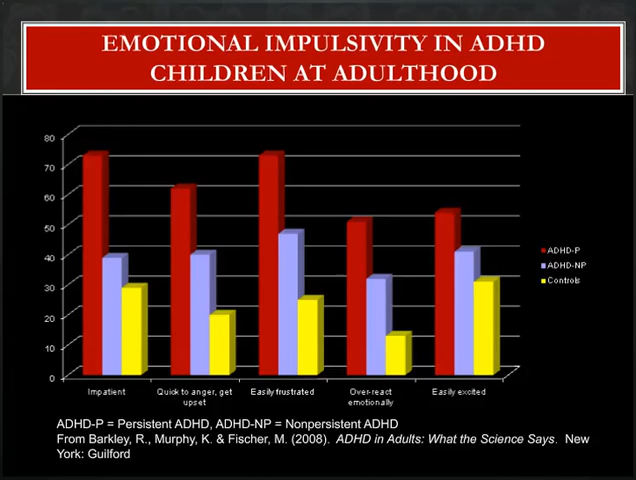 EMOTIONAL IMPULSIVITY IN ADHD
CHILDREN AT ADULTHOOD
80
70
60
50
40
30
20
10
0
Impatient
Quick to anger, get
upset
Easily frustrated
Over-react
emotionally
Easily excited
ADHD-P
ADHD-NP
Controls
ADHD-P = Persistent ADHD, ADHD-NP = Nonpersistent ADHD
From Barkley, R., Murphy, K. & Fischer, M. (2008). ADHD in Adults: What the Science Says. New
York: Guilford